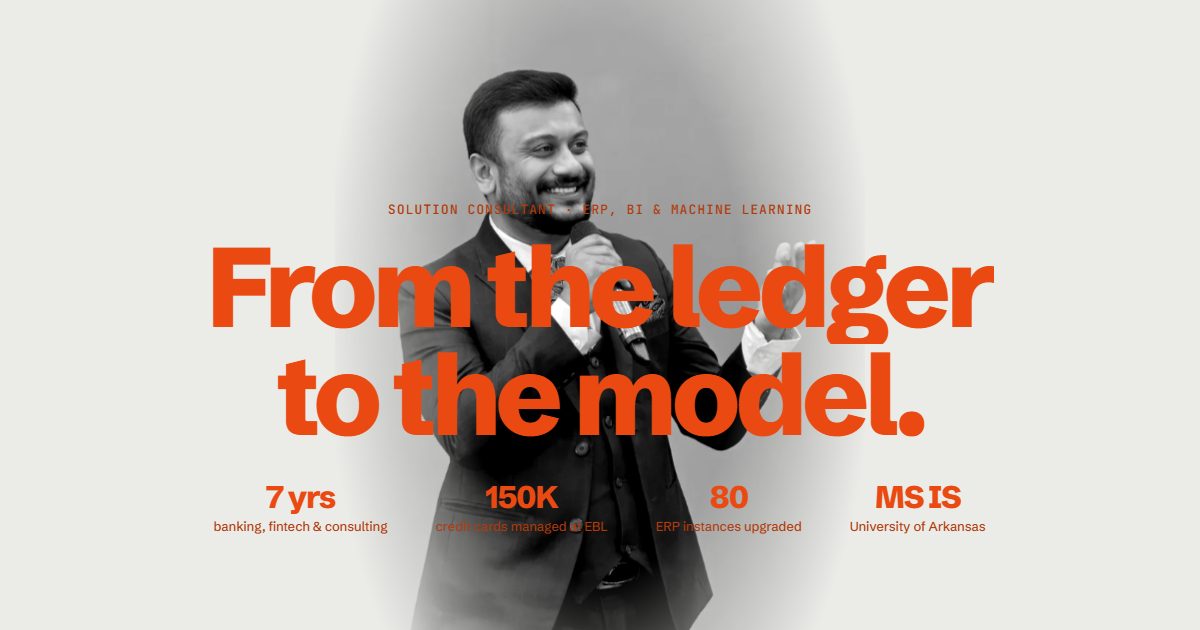 SOLUTION CONSULTANT · ERP, BI & MACHINE LEARNING
From the ledger
to the model.
7 yrs
banking, fintech & consulting
150K
credit cards managed @ EBL
80
ERP instances upgraded
MS IS
University of Arkansas